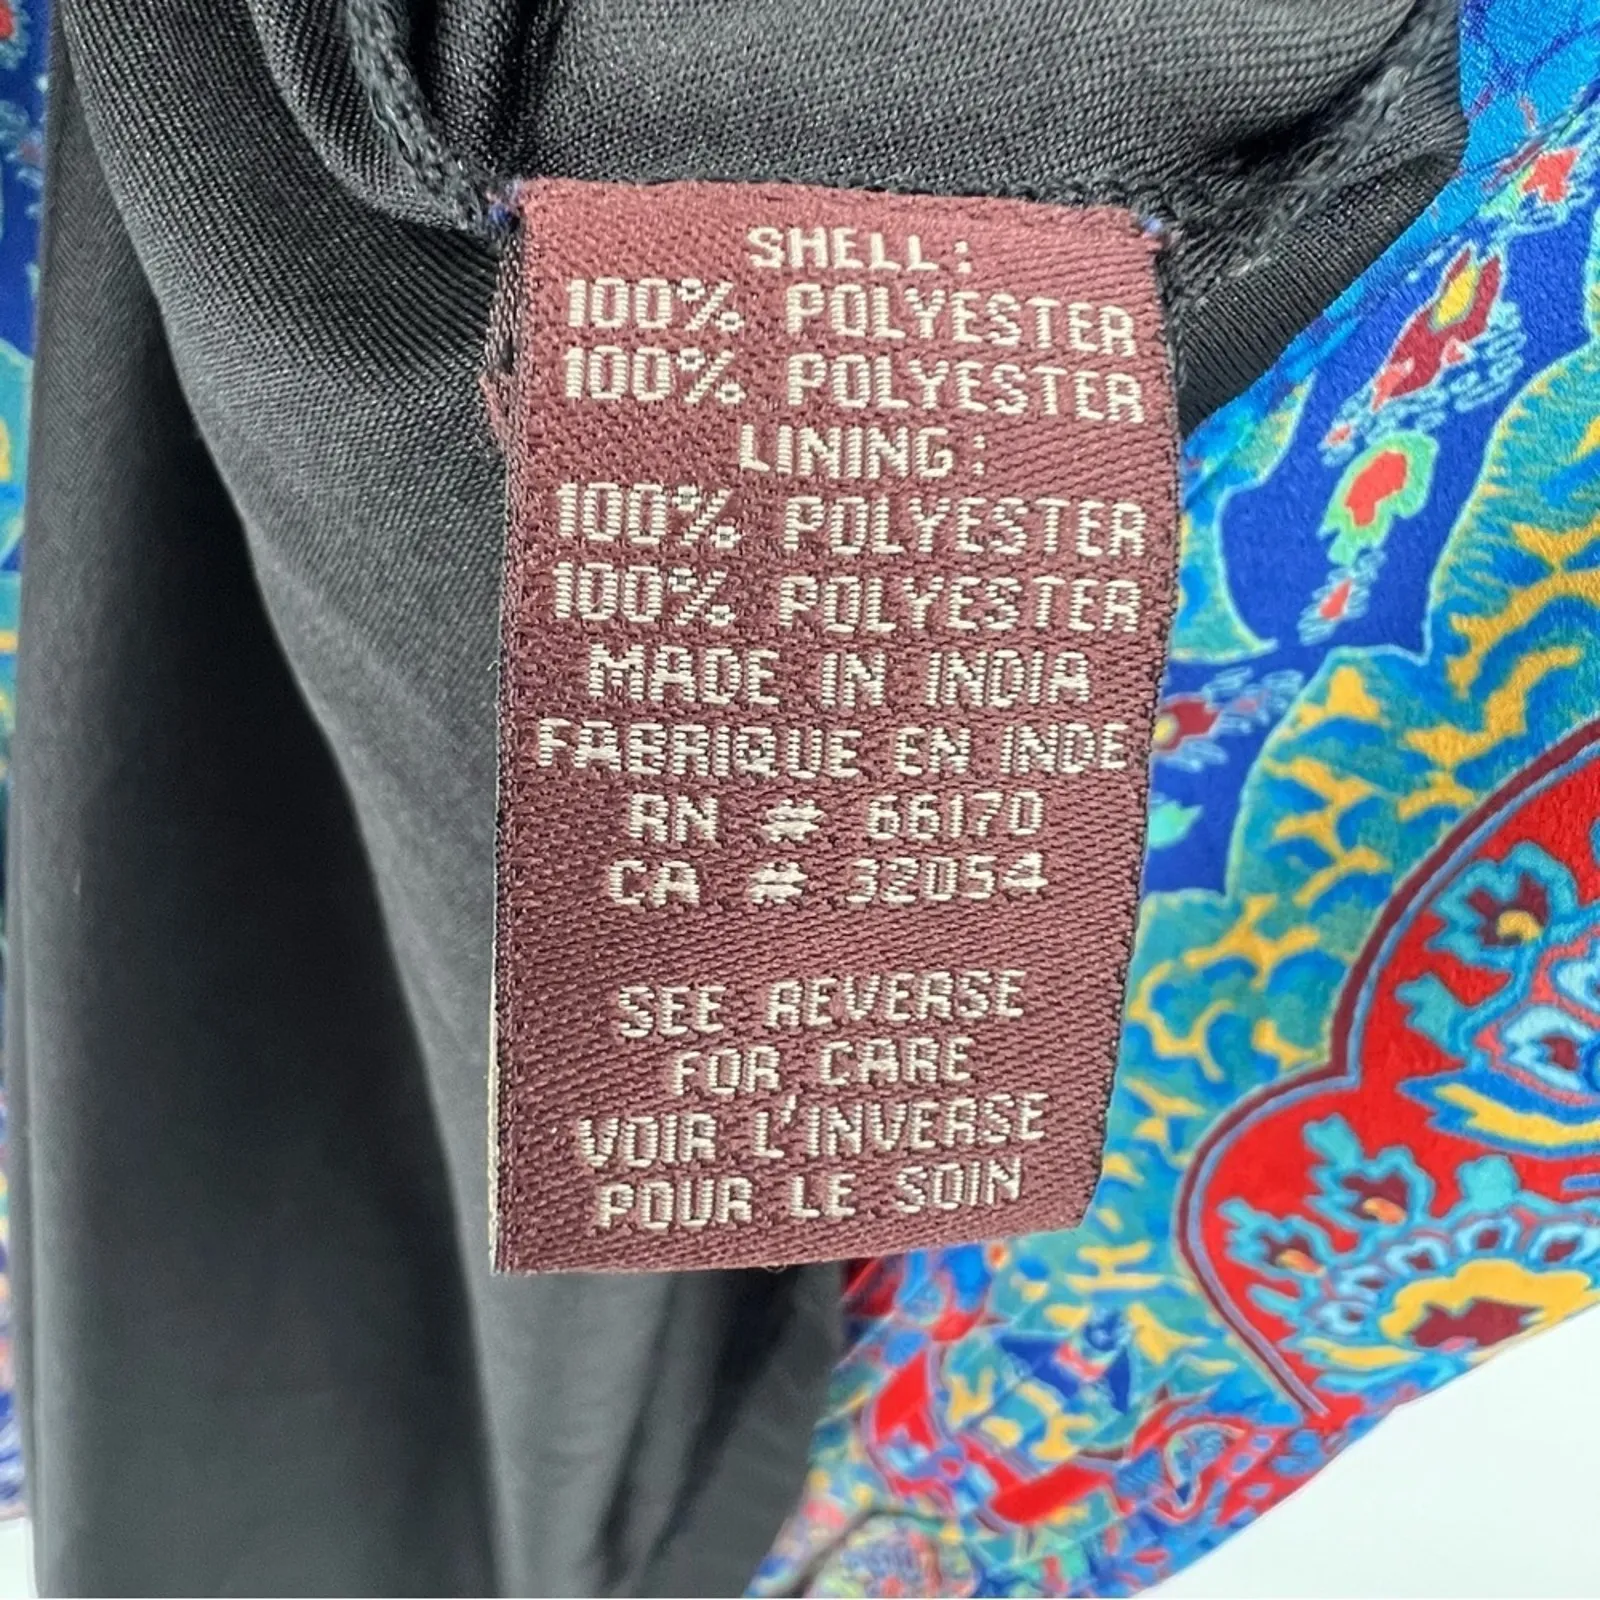 SHELL:
100% POLYESTER
100% POLYESTER
LINING:
100% POLYESTER
100% POLYESTER
MADE IN INDIA
FABRIQUE EN INDE
RN # 66170
CA # 32054
SEE REVERSE
FOR CARE
VOIR L'INVERSE
POUR LE SOIN